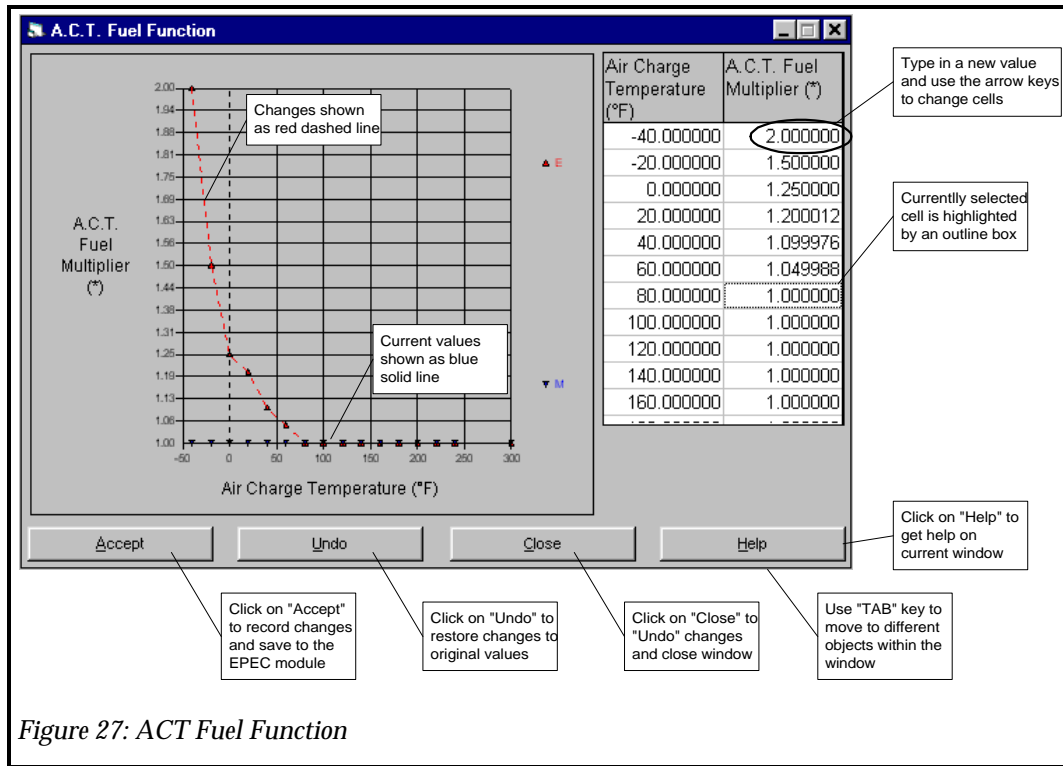 A.C.T. Fuel Function
2.00
1.94
1.88
1.81
1.75
1.69
1.63
1.56
1.50
1.44
1.38
1.31
1.25
1.19
1.13
1.06
1.00
A.C.T.
Fuel
Multiplier
(*)
-50 0 50 100 150 200 250 300
Air Charge Temperature (°F)
E
M
Changes shown
as red dashed line
Current values
shown as blue
solid line
Air Charge
Temperature
(°F)
A.C.T. Fuel
Multiplier (*)
-40.000000 2.000000
-20.000000 1.500000
0.000000 1.250000
20.000000 1.200012
40.000000 1.099976
60.000000 1.049988
80.000000 1.000000
100.000000 1.000000
120.000000 1.000000
140.000000 1.000000
160.000000 1.000000
Type in a new value
and use the arrow keys
to change cells
Currentlly selected
cell is highlighted
by an outline box
Click on "Help" to
get help on
current window
Accept Undo Close Help
Click on "Accept"
to record changes
and save to the
EPEC module
Click on "Undo" to
restore changes to
original values
Click on "Close" to
"Undo" changes
and close window
Use "TAB" key to
move to different
objects within the
window
Figure 27: ACT Fuel Function